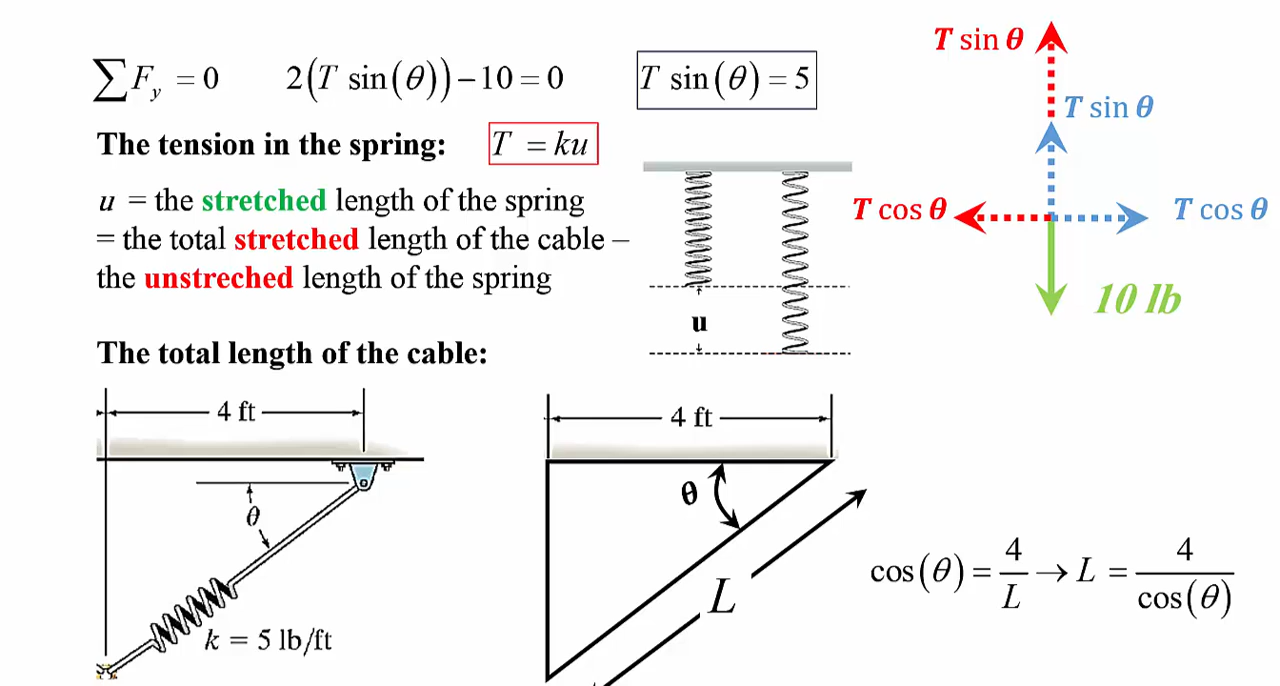 ∑F_y = 0    2(T sin(θ)) − 10 = 0    T sin(θ) = 5
The tension in the spring:    T = ku
u = the stretched length of the spring
= the total stretched length of the cable –
the unstreched length of the spring
The total length of the cable:
u
T sin θ
T sin θ
T cos θ
T cos θ
10 lb
4 ft
θ
k = 5 lb/ft
4 ft
θ
L
cos(θ) = 4/L → L = 4/cos(θ)